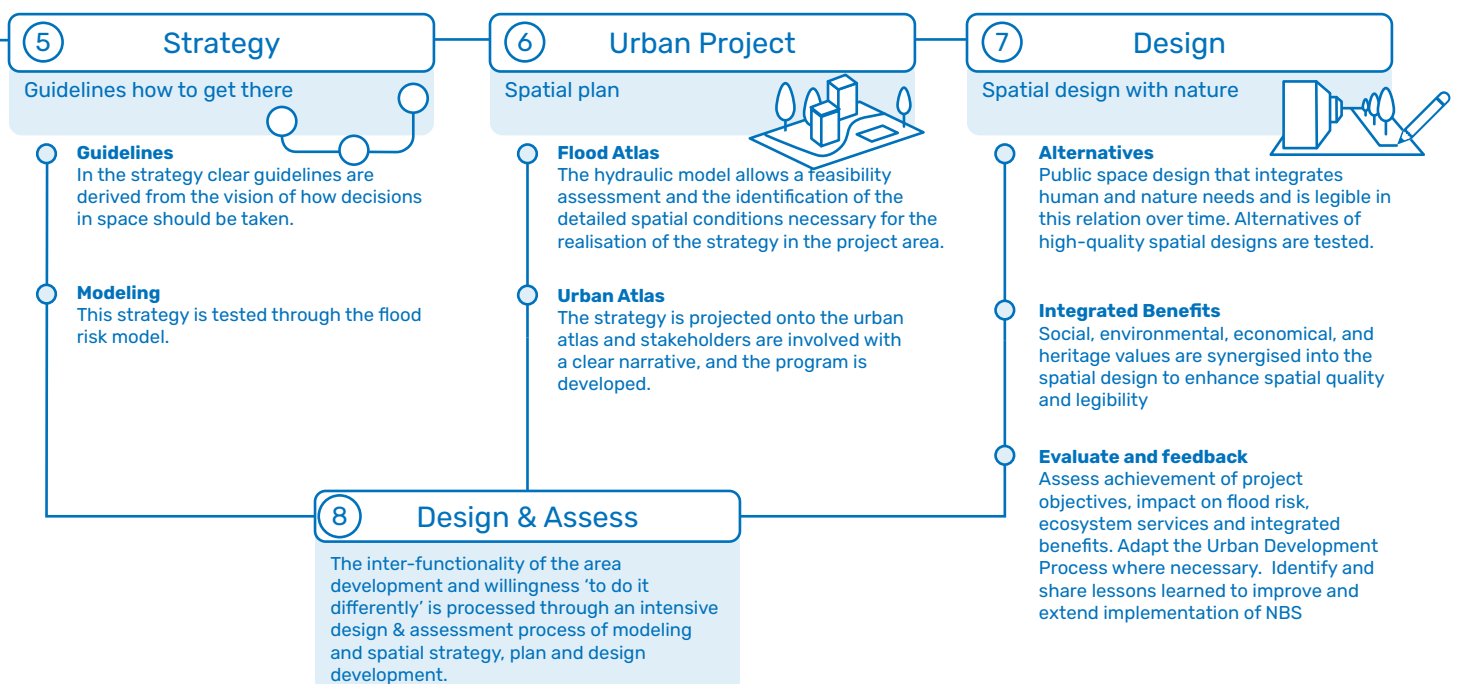 5
Strategy
Guidelines how to get there
Guidelines
In the strategy clear guidelines are
derived from the vision of how decisions
in space should be taken.
Modeling
This strategy is tested through the flood
risk model.
6
Urban Project
Spatial plan
Flood Atlas
The hydraulic model allows a feasibility
assessment and the identification of the
detailed spatial conditions necessary for the
realisation of the strategy in the project area.
Urban Atlas
The strategy is projected onto the urban
atlas and stakeholders are involved with
a clear narrative, and the program is
developed.
7
Design
Spatial design with nature
Alternatives
Public space design that integrates
human and nature needs and is legible in
this relation over time. Alternatives of
high-quality spatial designs are tested.
Integrated Benefits
Social, environmental, economical, and
heritage values are synergised into the
spatial design to enhance spatial quality
and legibility
Evaluate and feedback
Assess achievement of project
objectives, impact on flood risk,
ecosystem services and integrated
benefits. Adapt the Urban Development
Process where necessary.  Identify and
share lessons learned to improve and
extend implementation of NBS
8
Design & Assess
The inter-functionality of the area
development and willingness ‘to do it
differently’ is processed through an intensive
design & assessment process of modeling
and spatial strategy, plan and design
development.